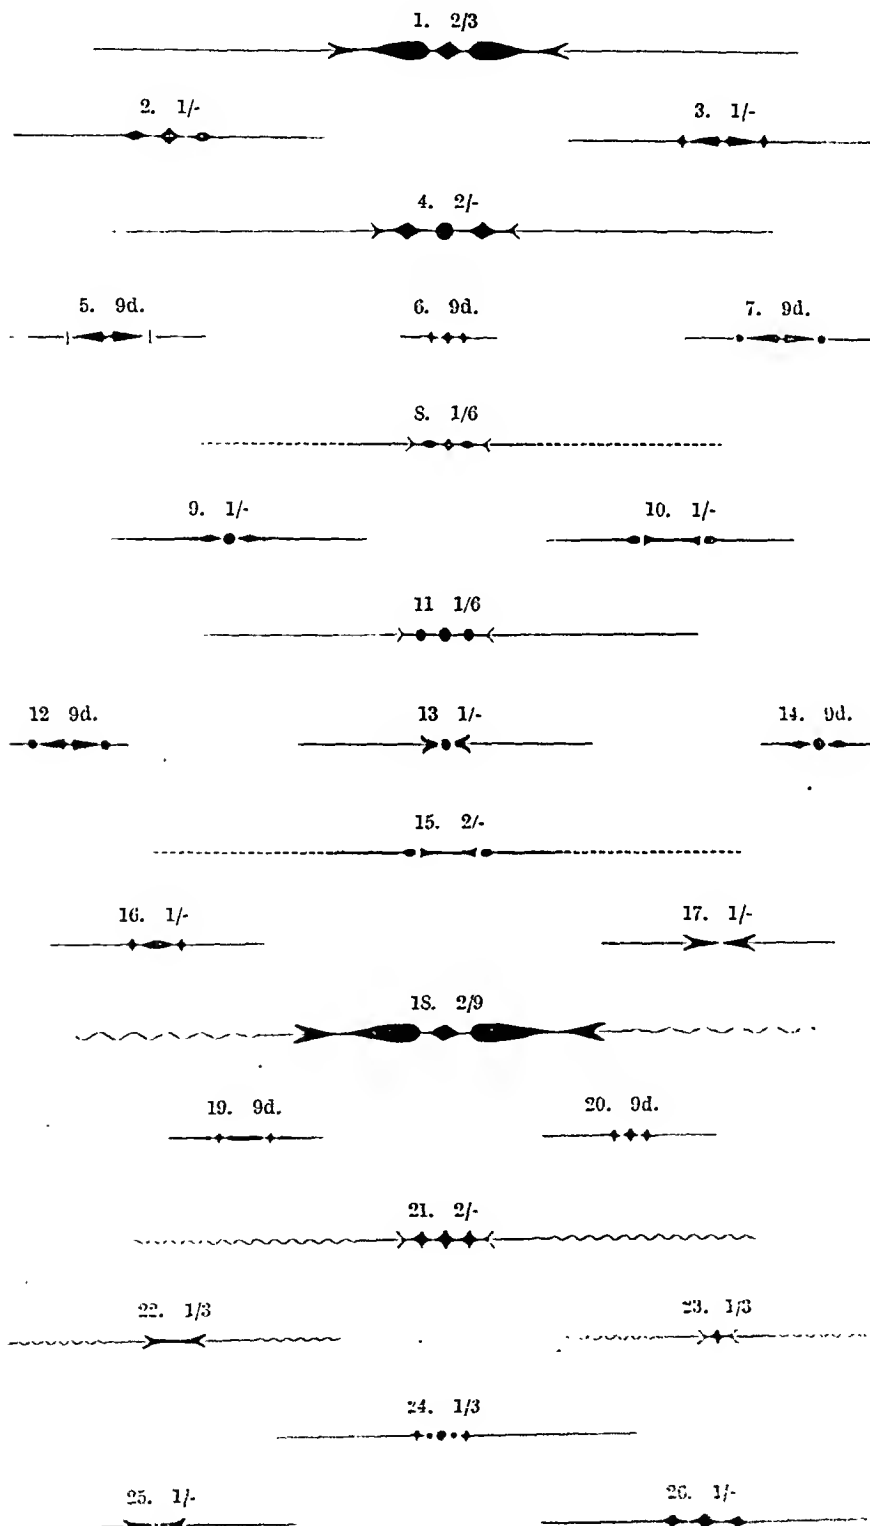 1. 2/3
2. 1/- 3. 1/-
4. 2/-
5. 9d. 6. 9d. 7. 9d.
8. 1/6
9. 1/- 10. 1/-
11 1/6
12 9d. 13 1/- 14. 9d.
15. 2/-
16. 1/- 17. 1/-
18. 2/9
19. 9d. 20. 9d.
21. 2/-
22. 1/3 23. 1/3
24. 1/3
25. 1/- 26. 1/-